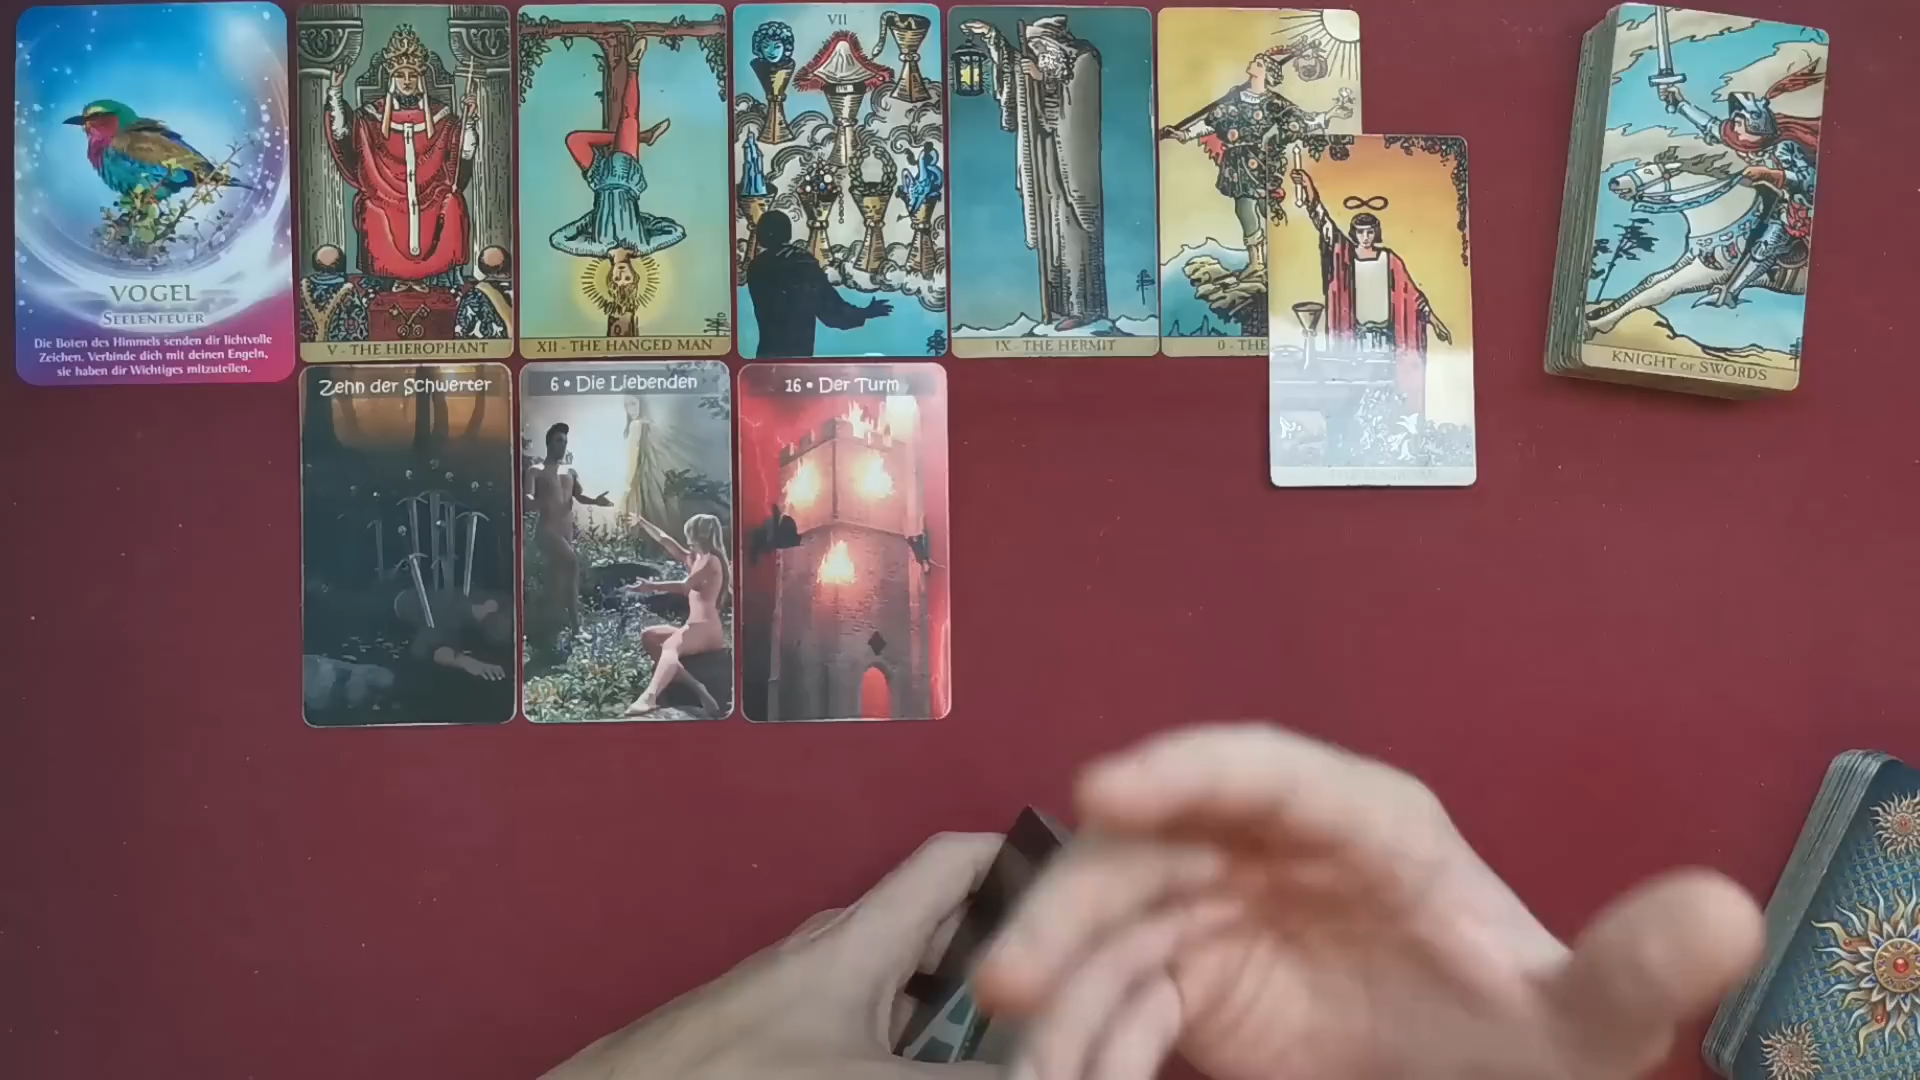 VOGEL
SEELENFEUER
Die Boten des Himmels senden dir lichtvolle
Zeichen. Verbinde dich mit deinen Engeln,
sie haben dir Wichtiges mitzuteilen.
V - THE HIEROPHANT
XII - THE HANGED MAN
VII
IX - THE HERMIT
0 - THE
KNIGHT OF SWORDS
Zehn der Schwerter
6 • Die Liebenden
16 • Der Turm